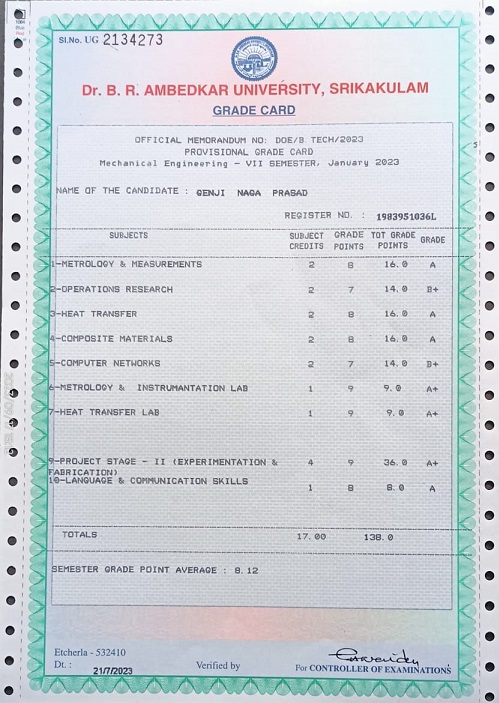 Sl.No. UG 2134273
Dr. B. R. AMBEDKAR UNIVERSITY, SRIKAKULAM
GRADE CARD
OFFICIAL MEMORANDUM NO: DOE/B.TECH/2023
PROVISIONAL GRADE CARD
Mechanical Engineering - VII SEMESTER, January 2023
NAME OF THE CANDIDATE : GENJI NAGA PRASAD
REGISTER NO. : 1983951036L
SUBJECTS SUBJECT CREDITS GRADE POINTS TOT GRADE POINTS GRADE
1-METROLOGY & MEASUREMENTS 2 8 16.0 A
2-OPERATIONS RESEARCH 2 7 14.0 B+
3-HEAT TRANSFER 2 8 16.0 A
4-COMPOSITE MATERIALS 2 8 16.0 A
5-COMPUTER NETWORKS 2 7 14.0 B+
6-METROLOGY & INSTRUMANTATION LAB 1 9 9.0 A+
7-HEAT TRANSFER LAB 1 9 9.0 A+
9-PROJECT STAGE - II (EXPERIMENTATION & 4 9 36.0 A+
FABRICATION)
10-LANGUAGE & COMMUNICATION SKILLS 1 8 8.0 A
TOTALS 17.00 138.0
SEMESTER GRADE POINT AVERAGE : 8.12
Etcherla - 532410
Dt. : 21/7/2023 Verified by For CONTROLLER OF EXAMINATIONS